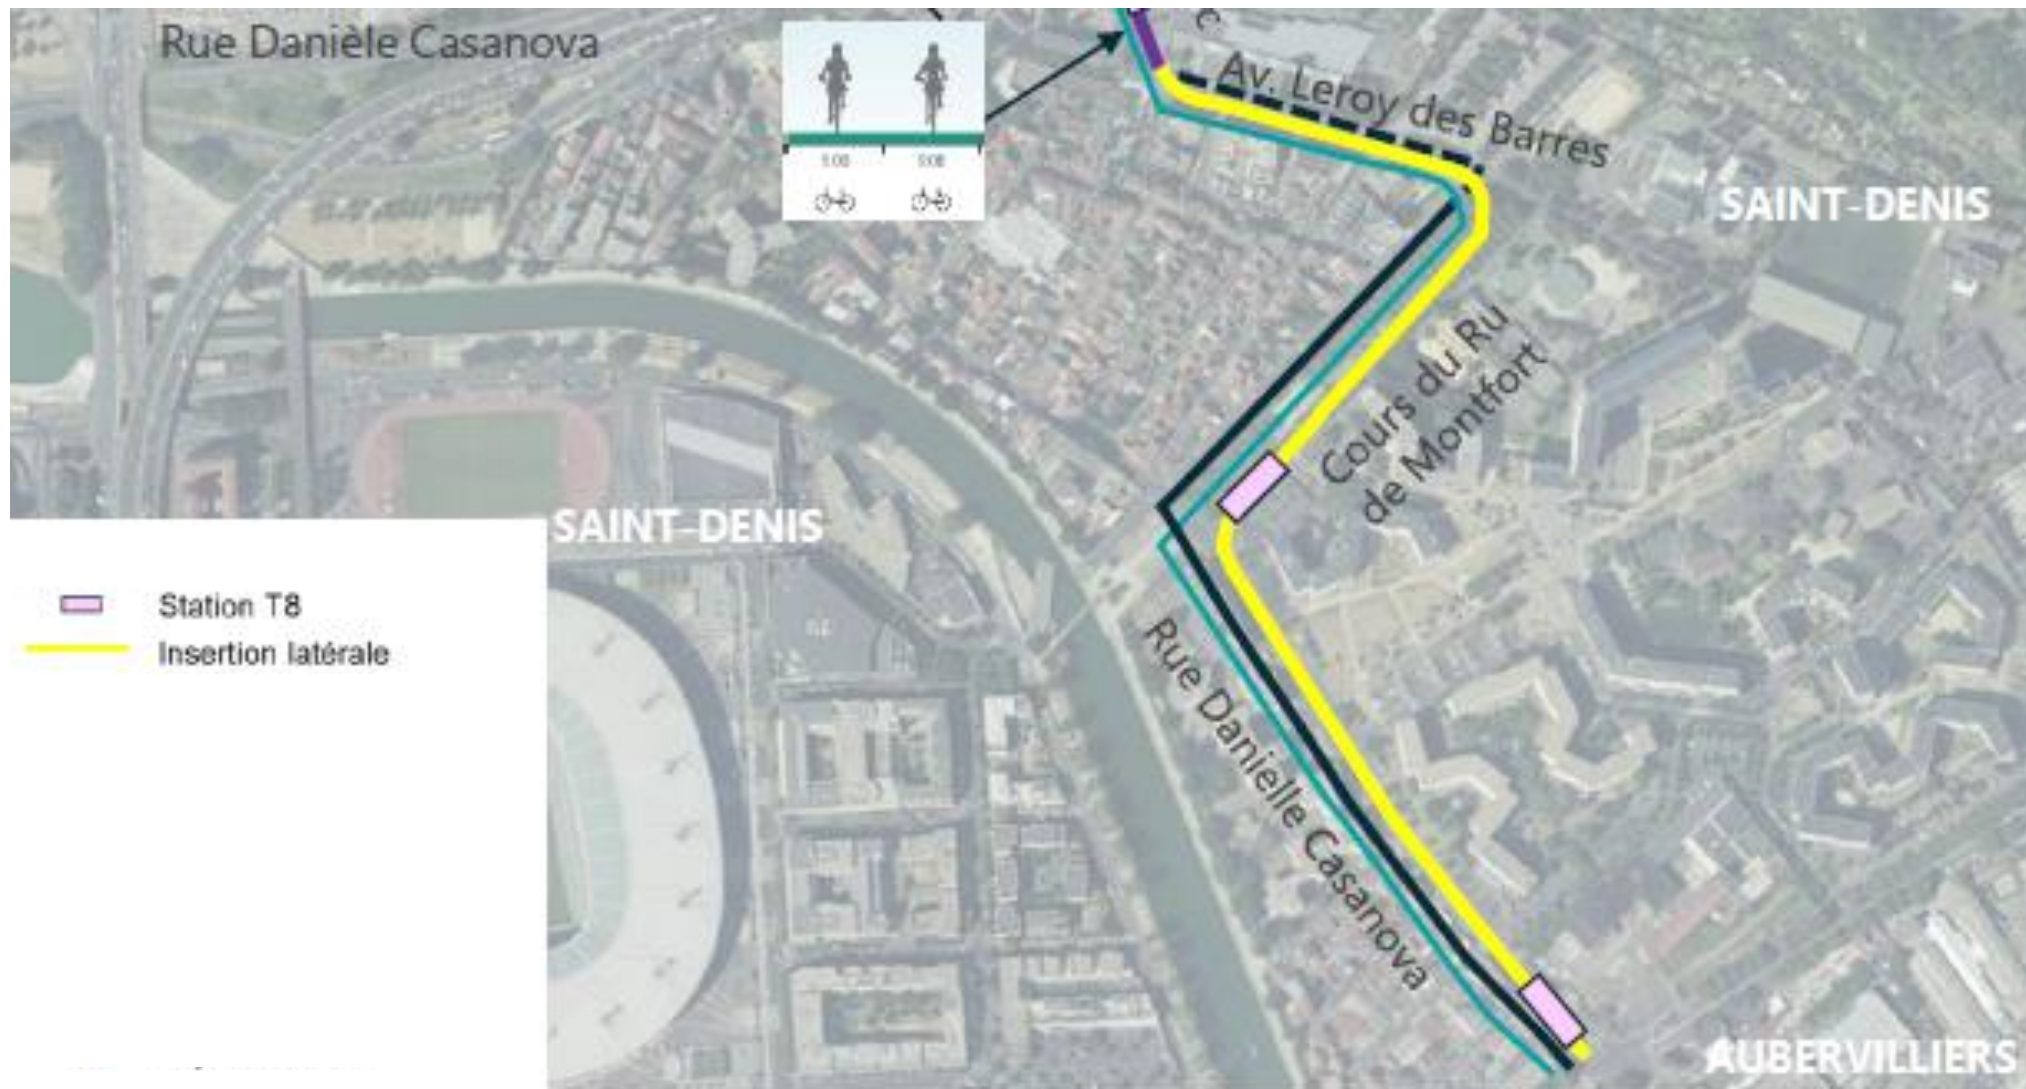 Rue Danièle Casanova
Av. Leroy des Barres
SAINT-DENIS
Cours du Ru
de Montfort
SAINT-DENIS
Station T8
Insertion latérale
Rue Danielle Casanova
AUBERVILLIERS